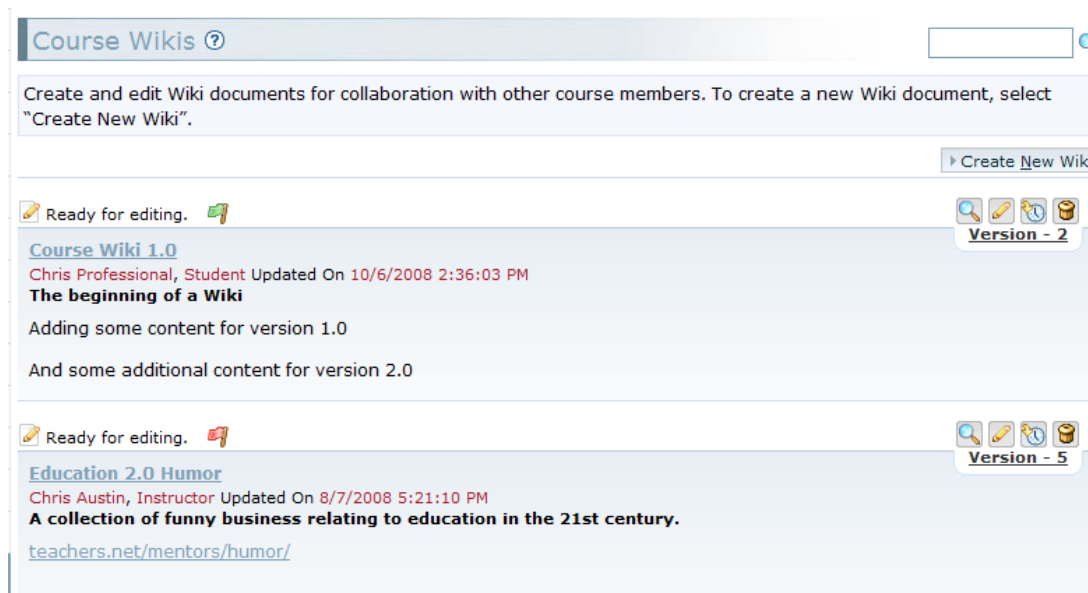 Course Wikis
Create and edit Wiki documents for collaboration with other course members. To create a new Wiki document, select
“Create New Wiki”.
Create New Wik
Ready for editing.
Version - 2
Course Wiki 1.0
Chris Professional, Student Updated On 10/6/2008 2:36:03 PM
The beginning of a Wiki
Adding some content for version 1.0
And some additional content for version 2.0
Ready for editing.
Version - 5
Education 2.0 Humor
Chris Austin, Instructor Updated On 8/7/2008 5:21:10 PM
A collection of funny business relating to education in the 21st century.
teachers.net/mentors/humor/